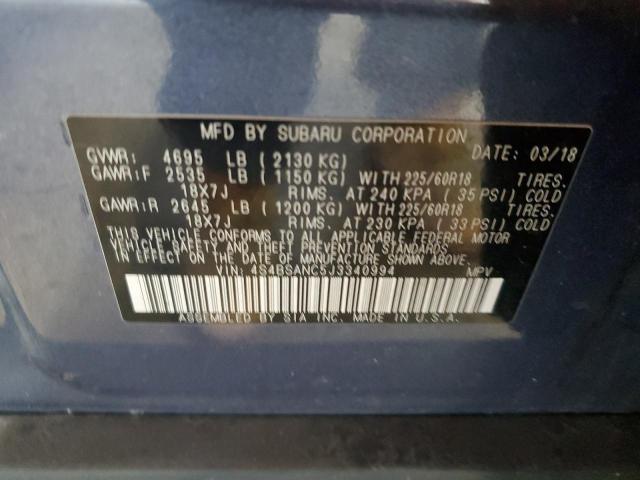 MFD BY SUBARU CORPORATION
GVWR: 4695 LB (2130 KG) DATE: 03/18
GAWR:F 2535 LB (1150 KG) WITH 225/60R18 TIRES.
18X7J RIMS. AT 240 KPA (35 PSI) COLD
GAWR:R 2645 LB (1200 KG) WITH 225/60R18 TIRES.
18X7J RIMS. AT 230 KPA (33 PSI) COLD
THIS VEHICLE CONFORMS TO ALL APPLICABLE FEDERAL MOTOR
VEHICLE SAFETY, BUMPER, AND THEFT PREVENTION STANDARDS
IN EFFECT ON THE DATE OF MANUFACTURE SHOWN ABOVE.
VIN: 4S4BSANC5J3340994 MPV
ASSEMBLED BY SIA INC. MADE IN U.S.A.